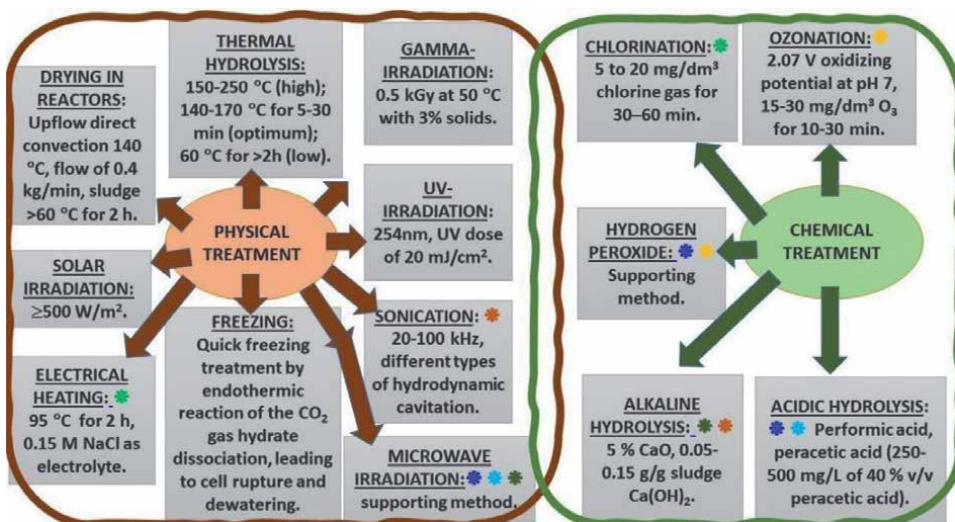 DRYING IN
REACTORS:
Upflow direct
convection 140
°C, flow of 0.4
kg/min, sludge
>60 °C for 2 h.
THERMAL
HYDROLYSIS:
150-250 °C (high);
140-170 °C for 5-30
min (optimum);
60 °C for >2h (low).
GAMMA-
IRRADIATION:
0.5 kGy at 50 °C
with 3% solids.
UV-
IRRADIATION:
254nm, UV dose
of 20 mJ/cm².
PHYSICAL
TREATMENT
SOLAR
IRRADIATION:
≥500 W/m².
ELECTRICAL
HEATING:
95 °C for 2 h,
0.15 M NaCl as
electrolyte.
FREEZING:
Quick freezing
treatment by
endothermic
reaction of the CO₂
gas hydrate
dissociation, leading
to cell rupture and
dewatering.
SONICATION:
20-100 kHz,
different types
of hydrodynamic
cavitation.
MICROWAVE
IRRADIATION:
supporting method.
CHLORINATION:
5 to 20 mg/dm³
chlorine gas for
30–60 min.
OZONATION:
2.07 V oxidizing
potential at pH 7,
15-30 mg/dm³ O₃
for 10-30 min.
HYDROGEN
PEROXIDE:
Supporting
method.
CHEMICAL
TREATMENT
ALKALINE
HYDROLYSIS:
5 % CaO, 0.05-
0.15 g/g sludge
Ca(OH)₂.
ACIDIC HYDROLYSIS:
Performic acid,
peracetic acid (250-
500 mg/L of 40 % v/v
peracetic acid).